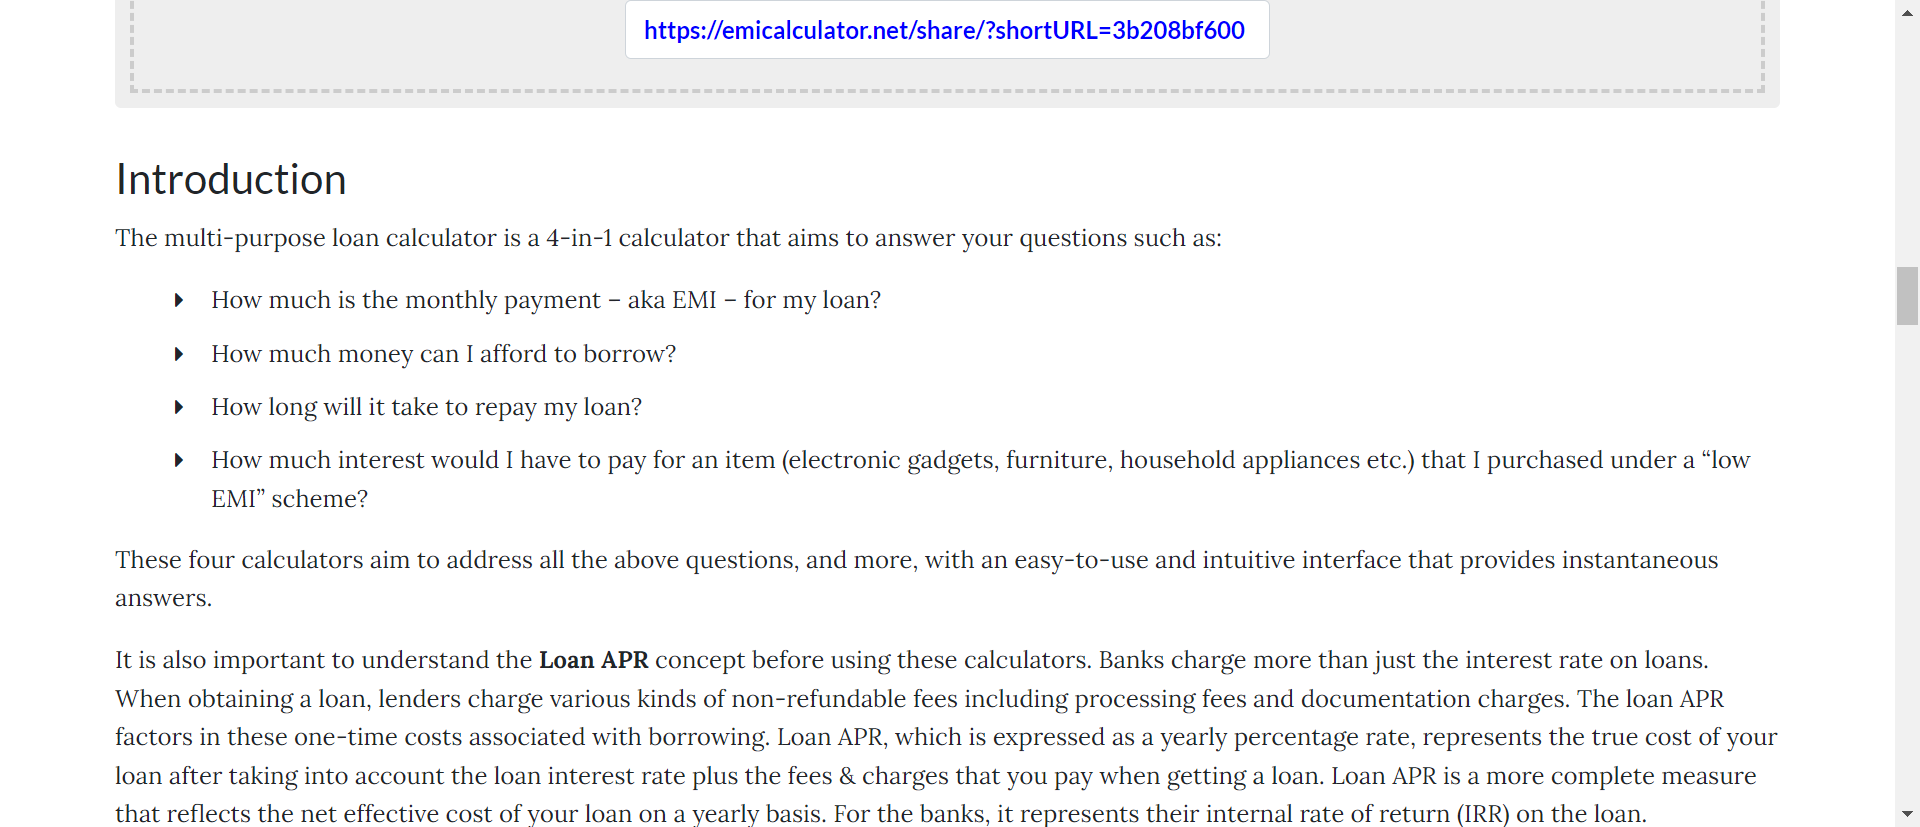 https://emicalculator.net/share/?shortURL=3b208bf600
Introduction
The multi-purpose loan calculator is a 4-in-1 calculator that aims to answer your questions such as:
How much is the monthly payment – aka EMI – for my loan?
How much money can I afford to borrow?
How long will it take to repay my loan?
How much interest would I have to pay for an item (electronic gadgets, furniture, household appliances etc.) that I purchased under a “low
EMI” scheme?
These four calculators aim to address all the above questions, and more, with an easy-to-use and intuitive interface that provides instantaneous
answers.
It is also important to understand the Loan APR concept before using these calculators. Banks charge more than just the interest rate on loans.
When obtaining a loan, lenders charge various kinds of non-refundable fees including processing fees and documentation charges. The loan APR
factors in these one-time costs associated with borrowing. Loan APR, which is expressed as a yearly percentage rate, represents the true cost of your
loan after taking into account the loan interest rate plus the fees & charges that you pay when getting a loan. Loan APR is a more complete measure
that reflects the net effective cost of your loan on a yearly basis. For the banks, it represents their internal rate of return (IRR) on the loan.